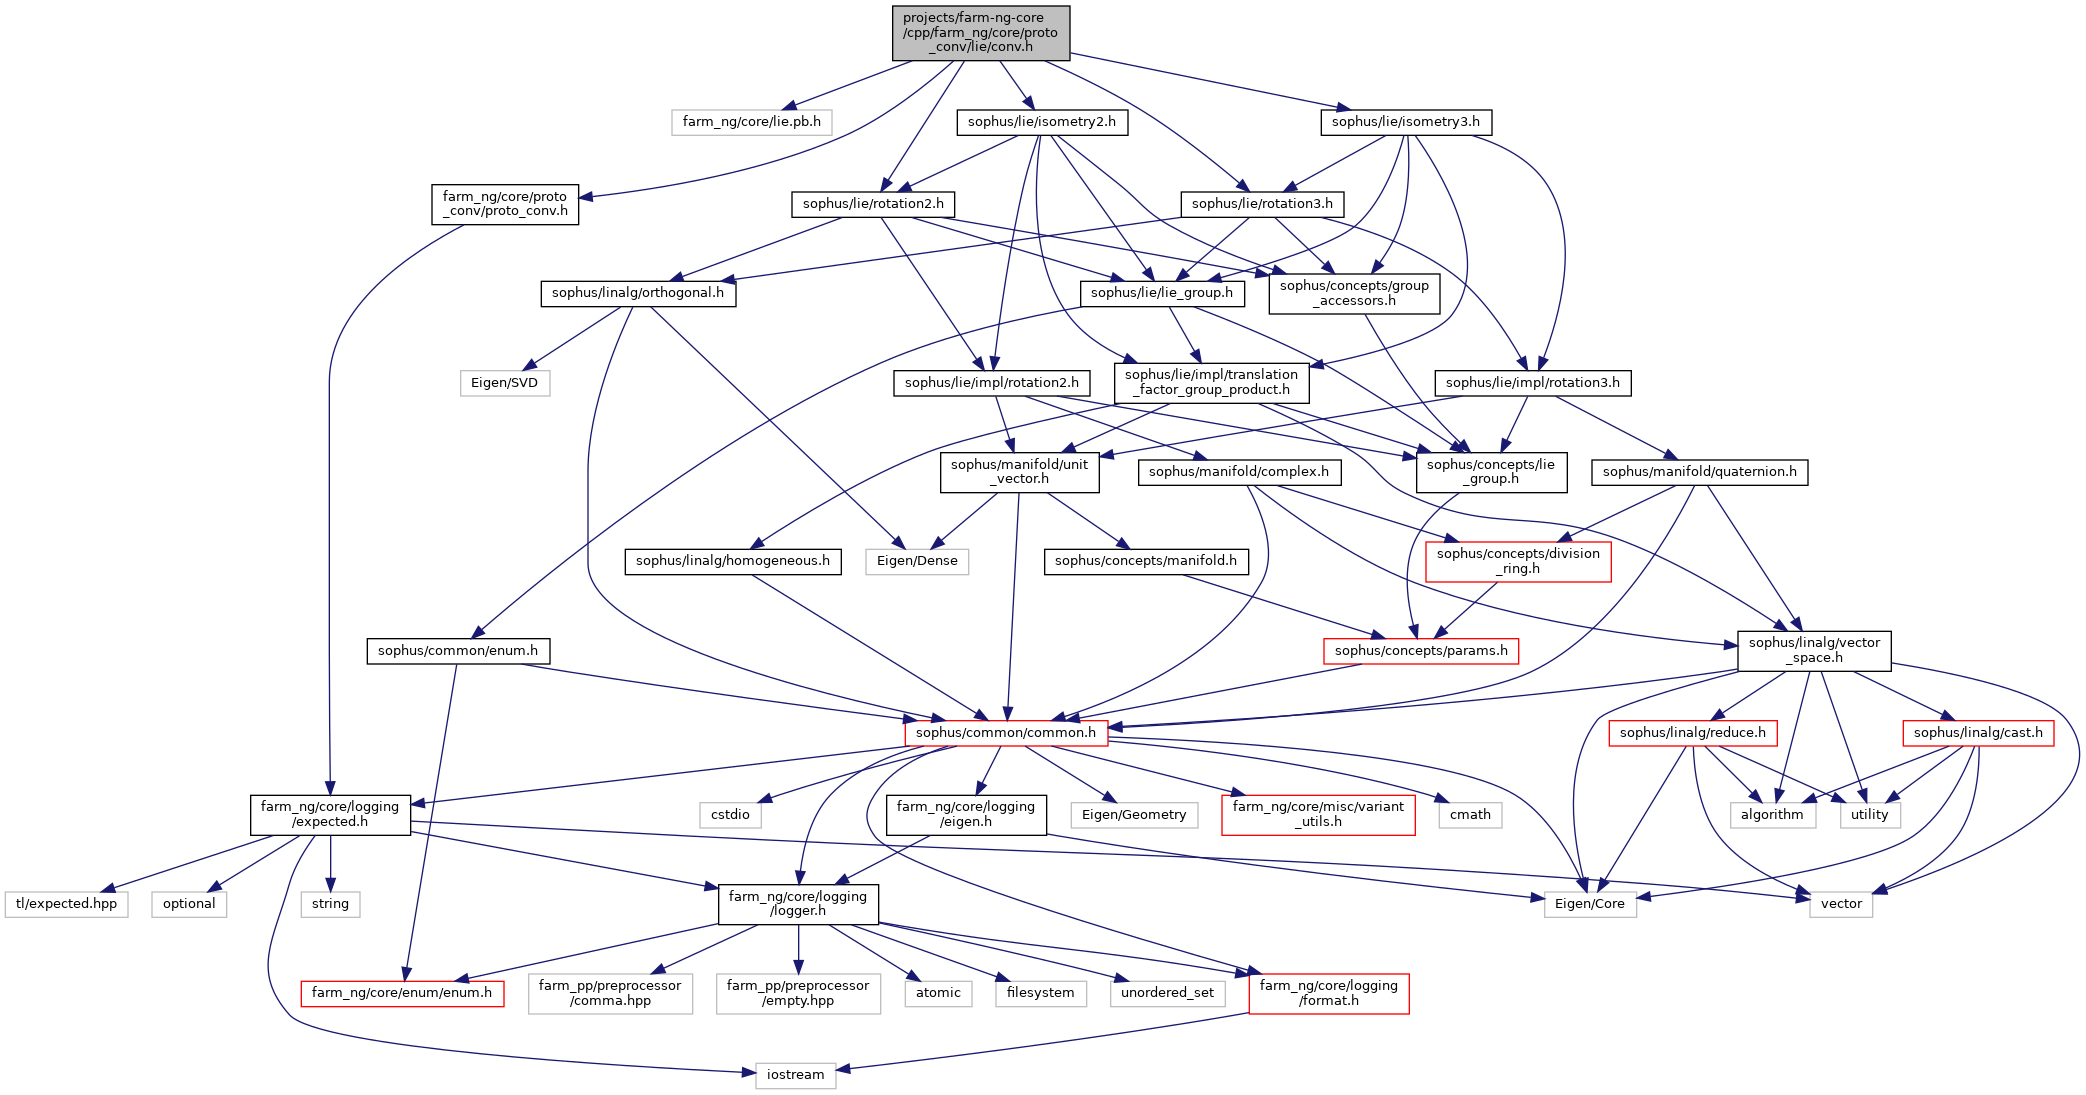 projects/farm-ng-core
/cpp/farm_ng/core/proto
_conv/lie/conv.h
farm_ng/core/lie.pb.h
sophus/lie/isometry2.h
sophus/lie/isometry3.h
farm_ng/core/proto
_conv/proto_conv.h
sophus/lie/rotation2.h
sophus/lie/rotation3.h
sophus/linalg/orthogonal.h
sophus/lie/lie_group.h
sophus/concepts/group
_accessors.h
Eigen/SVD
sophus/lie/impl/rotation2.h
sophus/lie/impl/translation
_factor_group_product.h
sophus/lie/impl/rotation3.h
sophus/manifold/unit
_vector.h
sophus/manifold/complex.h
sophus/concepts/lie
_group.h
sophus/manifold/quaternion.h
sophus/linalg/homogeneous.h
Eigen/Dense
sophus/concepts/manifold.h
sophus/concepts/division
_ring.h
sophus/common/enum.h
sophus/concepts/params.h
sophus/linalg/vector
_space.h
sophus/common/common.h
sophus/linalg/reduce.h
sophus/linalg/cast.h
farm_ng/core/logging
/expected.h
cstdio
farm_ng/core/logging
/eigen.h
Eigen/Geometry
farm_ng/core/misc/variant
_utils.h
cmath
algorithm
utility
tl/expected.hpp
optional
string
farm_ng/core/logging
/logger.h
Eigen/Core
vector
farm_ng/core/enum/enum.h
farm_pp/preprocessor
/comma.hpp
farm_pp/preprocessor
/empty.hpp
atomic
filesystem
unordered_set
farm_ng/core/logging
/format.h
iostream